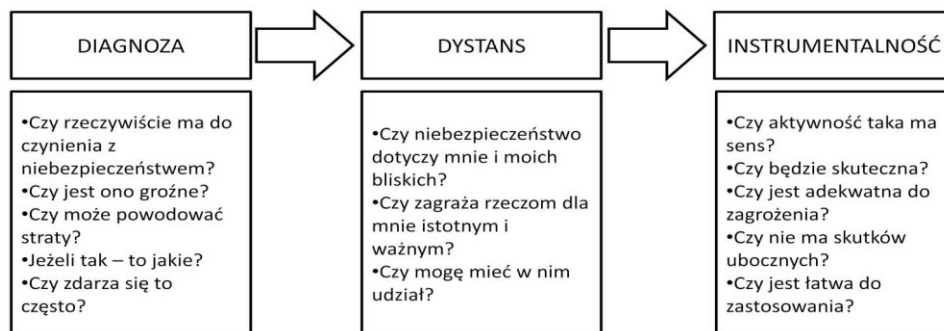 DIAGNOZA
•Czy rzeczywiście ma do
czynienia z
niebezpieczeństwem?
•Czy jest ono groźne?
•Czy może powodować
straty?
•Jeżeli tak – to jakie?
•Czy zdarza się to
często?
DYSTANS
•Czy niebezpieczeństwo
dotyczy mnie i moich
bliskich?
•Czy zagraża rzeczom dla
mnie istotnym i
ważnym?
•Czy mogę mieć w nim
udział?
INSTRUMENTALNOŚĆ
•Czy aktywność taka ma
sens?
•Czy będzie skuteczna?
•Czy jest adekwatna do
zagrożenia?
•Czy nie ma skutków
ubocznych?
•Czy jest łatwa do
zastosowania?